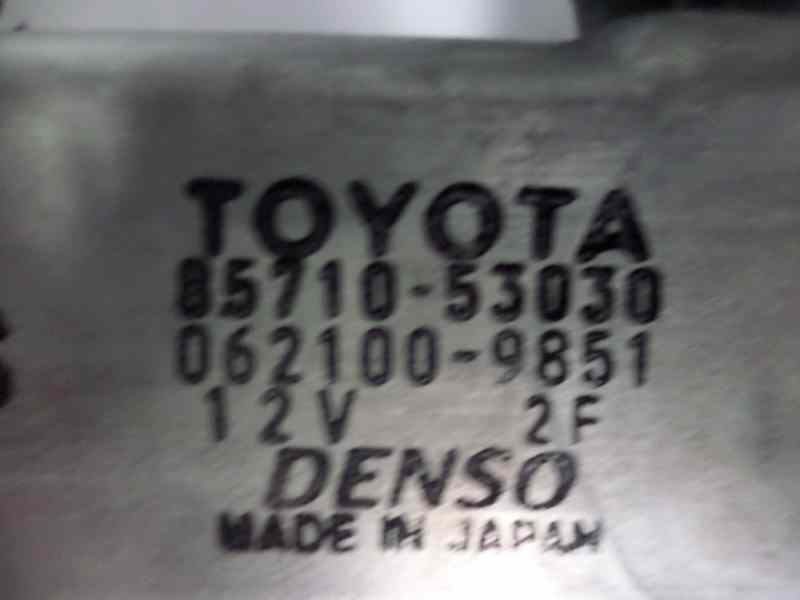 TOYOTA
85710-53030
062100-9851
12V 2F
DENSO
MADE IN JAPAN